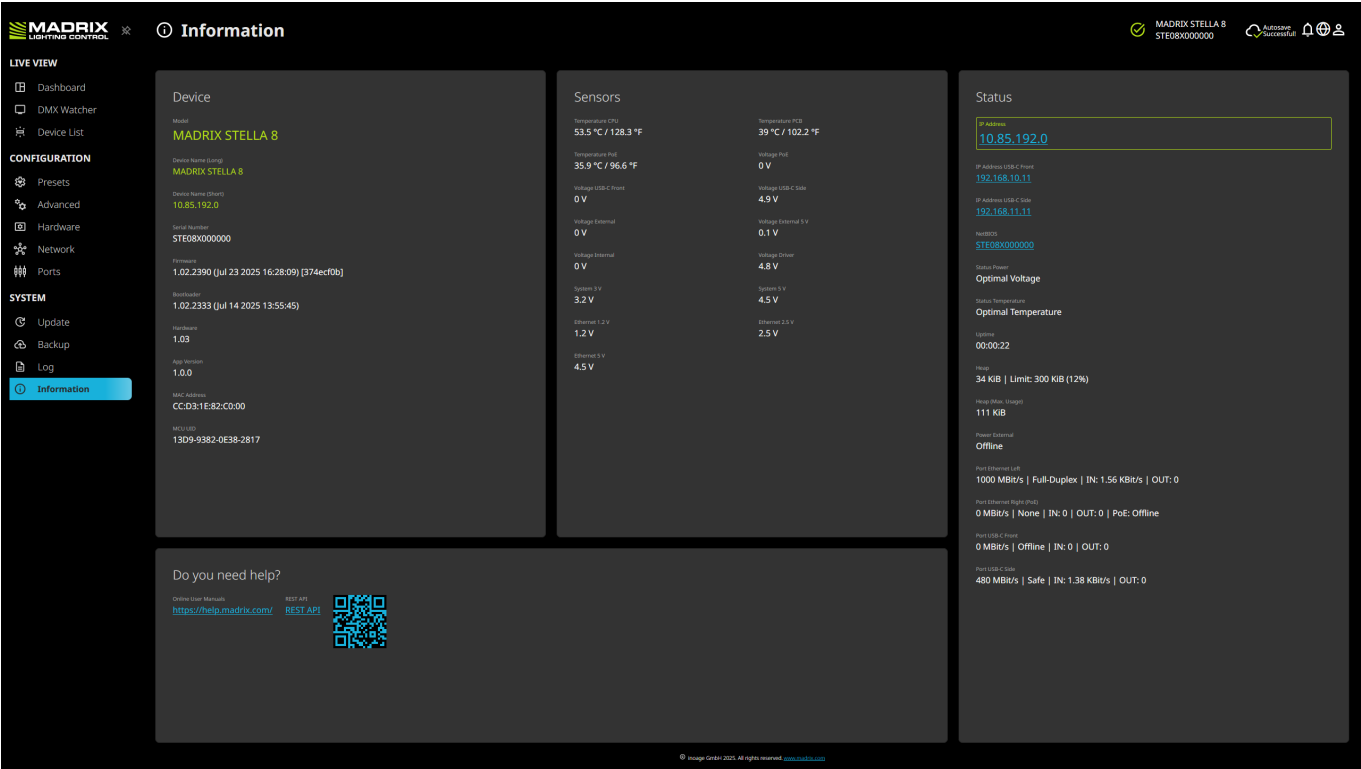 MADRIX
LIGHTING CONTROL
Information
MADRIX STELLA 8
STE08X000000
Autosave
Successful!
LIVE VIEW
Dashboard
DMX Watcher
Device List
CONFIGURATION
Presets
Advanced
Hardware
Network
Ports
SYSTEM
Update
Backup
Log
Information
Device
Model
MADRIX STELLA 8
Device Name (Long)
MADRIX STELLA 8
Device Name (Short)
10.85.192.0
Serial Number
STE08X000000
Firmware
1.02.2390 (Jul 23 2025 16:28:09) [374ecf0b]
Bootloader
1.02.2333 (Jul 14 2025 13:55:45)
Hardware
1.03
App Version
1.0.0
MAC Address
CC:D3:1E:82:C0:00
MCU UID
13D9-9382-0E38-2817
Sensors
Temperature CPU
53.5 °C / 128.3 °F
Temperature PCB
39 °C / 102.2 °F
Temperature PoE
35.9 °C / 96.6 °F
Voltage PoE
0 V
Voltage USB-C Front
0 V
Voltage USB-C Side
4.9 V
Voltage External
0 V
Voltage External 5 V
0.1 V
Voltage Internal
0 V
Voltage Driver
4.8 V
System 3 V
3.2 V
System 5 V
4.5 V
Ethernet 1.2 V
1.2 V
Ethernet 2.5 V
2.5 V
Ethernet 5 V
4.5 V
Status
IP Address
10.85.192.0
IP Address USB-C Front
192.168.10.11
IP Address USB-C Side
192.168.11.11
NetBIOS
STE08X000000
Status Power
Optimal Voltage
Status Temperature
Optimal Temperature
Uptime
00:00:22
Heap
34 KiB | Limit: 300 KiB (12%)
Heap (Max. Usage)
111 KiB
Power External
Offline
Port Ethernet Left
1000 MBit/s | Full-Duplex | IN: 1.56 KBit/s | OUT: 0
Port Ethernet Right (PoE)
0 MBit/s | None | IN: 0 | OUT: 0 | PoE: Offline
Port USB-C Front
0 MBit/s | Offline | IN: 0 | OUT: 0
Port USB-C Side
480 MBit/s | Safe | IN: 1.38 KBit/s | OUT: 0
Do you need help?
Online User Manuals
https://help.madrix.com/
REST API
REST API
© inoage GmbH 2025. All rights reserved. www.madrix.com